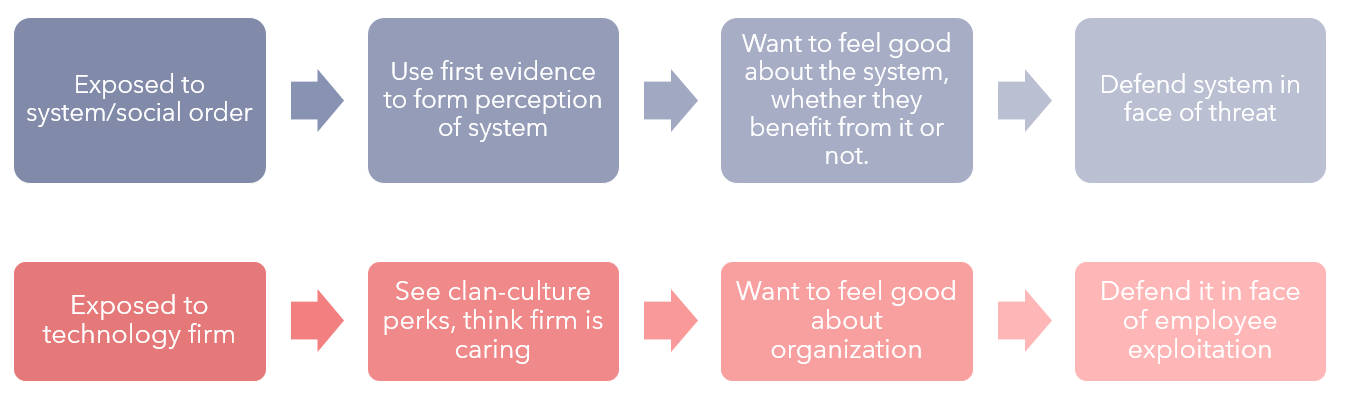 Exposed to
system/social order
Use first evidence
to form perception
of system
Want to feel good
about the system,
whether they
benefit from it or
not.
Defend system in
face of threat
Exposed to
technology firm
See clan-culture
perks, think firm is
caring
Want to feel good
about
organization
Defend it in face
of employee
exploitation